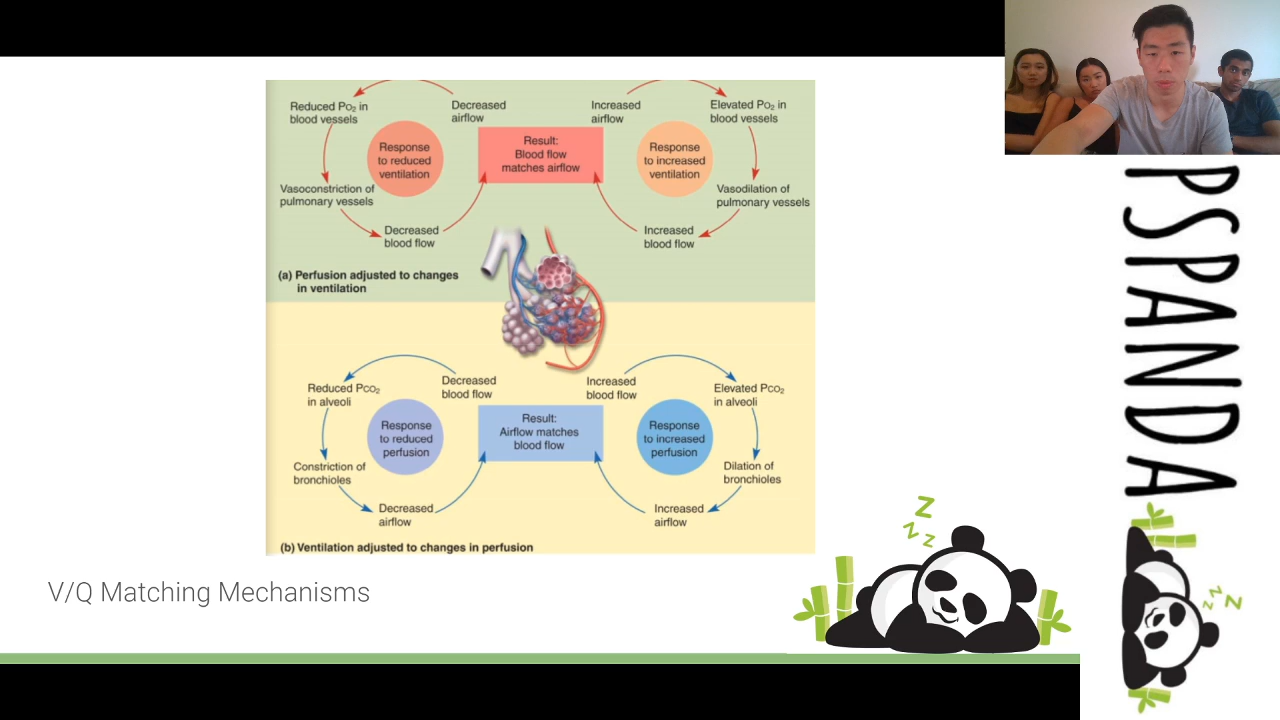 Reduced PO₂ in
blood vessels
Decreased
airflow
Response
to reduced
ventilation
Vasoconstriction of
pulmonary vessels
Decreased
blood flow
Result:
Blood flow
matches airflow
Increased
airflow
Elevated PO₂ in
blood vessels
Response
to increased
ventilation
Vasodilation of
pulmonary vessels
Increased
blood flow
(a) Perfusion adjusted to changes
in ventilation
Reduced PCO₂
in alveoli
Decreased
blood flow
Response
to reduced
perfusion
Constriction of
bronchioles
Decreased
airflow
Result:
Airflow matches
blood flow
Increased
blood flow
Elevated PCO₂
in alveoli
Response
to increased
perfusion
Dilation of
bronchioles
Increased
airflow
(b) Ventilation adjusted to changes in perfusion
V/Q Matching Mechanisms
Z
Z
Z
PSPANDA
Z
Z
Z